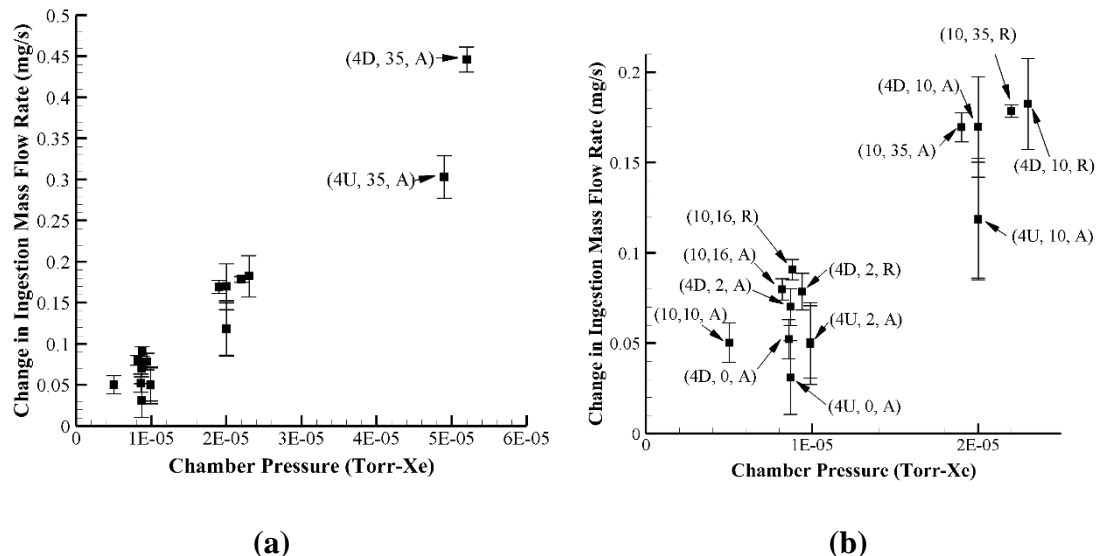 0.5
0.45
0.4
0.35
0.3
0.25
0.2
0.15
0.1
0.05
0
Change in Ingestion Mass Flow Rate (mg/s)
(4D, 35, A)
(4U, 35, A)
1E-05 2E-05 3E-05 4E-05 5E-05 6E-05
Chamber Pressure (Torr-Xe)
(a)
0.2
0.15
0.1
0.05
0
Change in Ingestion Mass Flow Rate (mg/s)
(10, 35, R)
(4D, 10, A)
(10, 35, A)
(4D, 10, R)
(4U, 10, A)
(10,16, R)
(10,16, A)
(4D, 2, R)
(4D, 2, A)
(10,10, A)
(4U, 2, A)
(4D, 0, A)
(4U, 0, A)
0 1E-05 2E-05
Chamber Pressure (Torr-Xe)
(b)